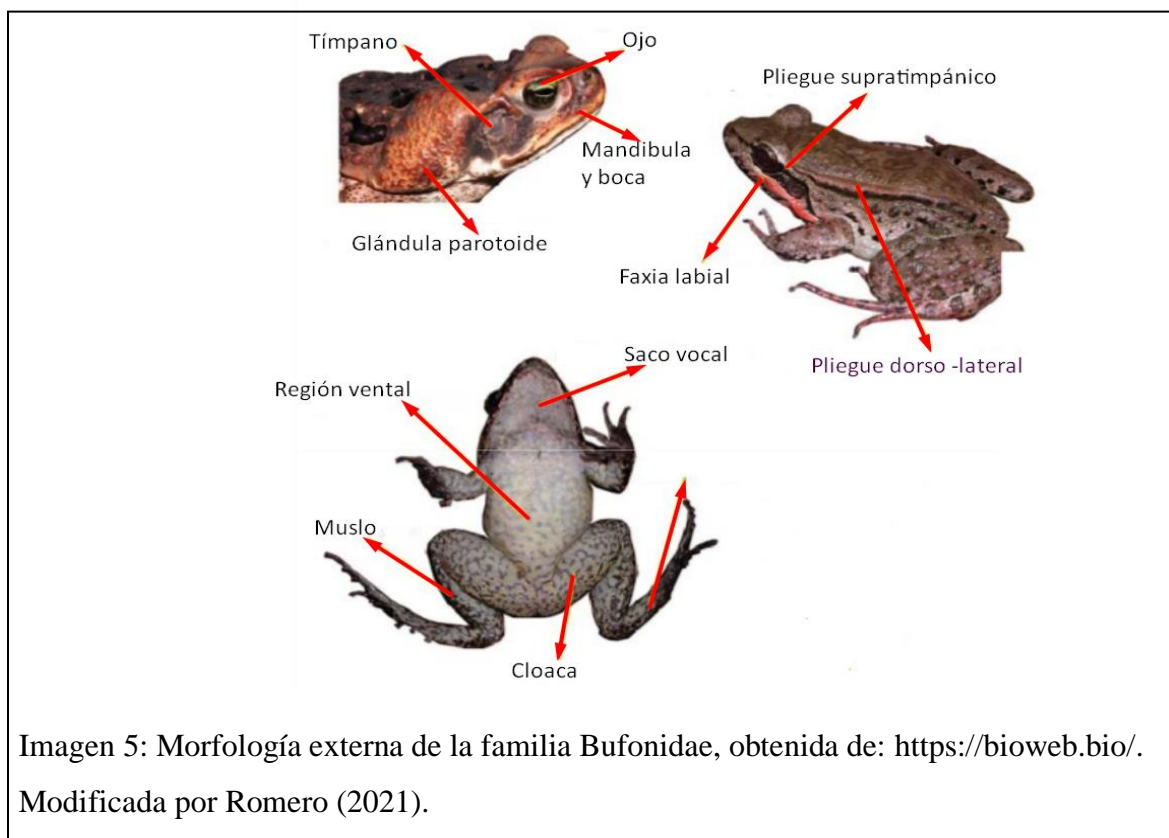 Tímpano
Ojo
Mandibula
y boca
Glándula parotoide
Pliegue supratimpánico
Faxia labial
Pliegue dorso -lateral
Saco vocal
Región vental
Muslo
Cloaca
Imagen 5: Morfología externa de la familia Bufonidae, obtenida de: https://bioweb.bio/.
Modificada por Romero (2021).